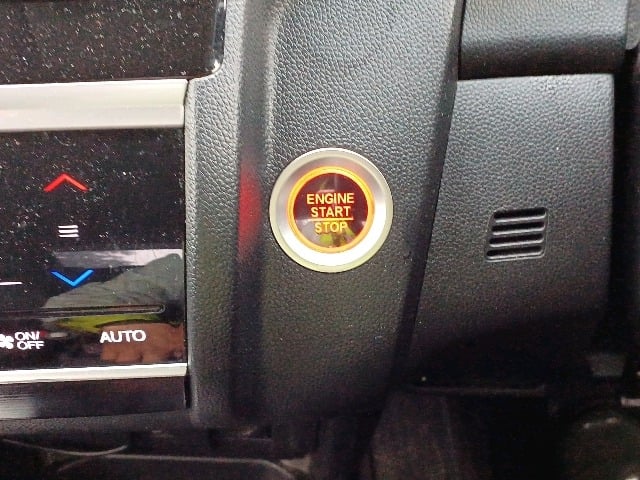 ENGINE
START
STOP
ON/
OFF
AUTO